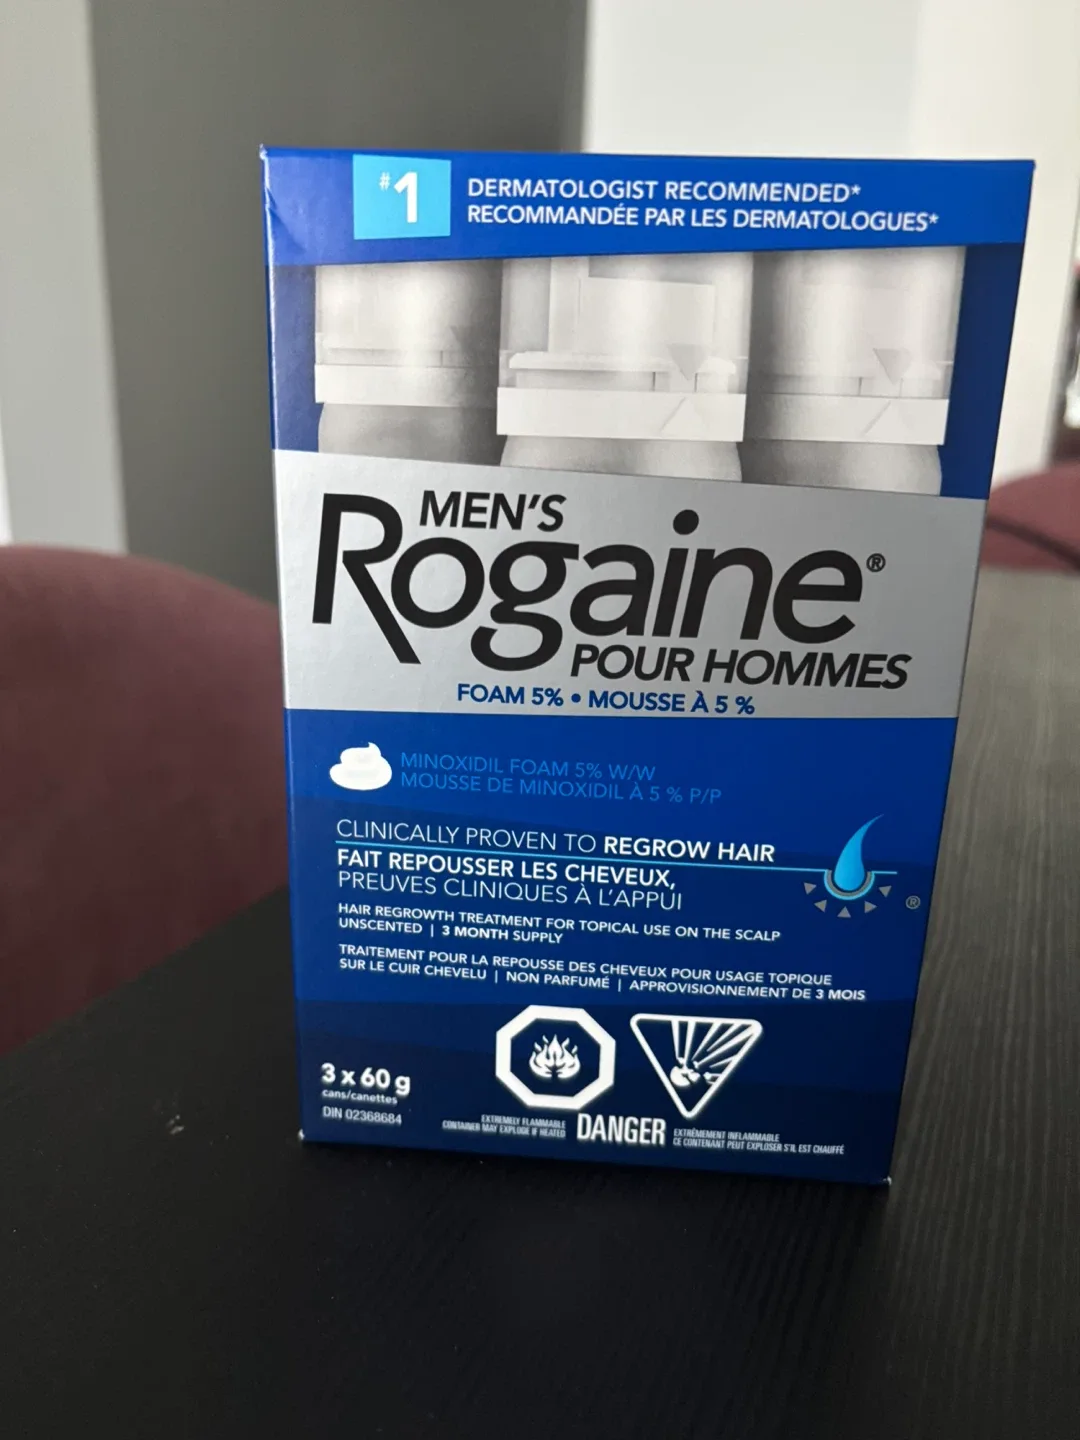 #1
DERMATOLOGIST RECOMMENDED*
RECOMMANDÉE PAR LES DERMATOLOGUES*
MEN'S
Rogaine®
POUR HOMMES
FOAM 5% • MOUSSE À 5 %
MINOXIDIL FOAM 5% W/W
MOUSSE DE MINOXIDIL À 5 % P/P
CLINICALLY PROVEN TO REGROW HAIR
FAIT REPOUSSER LES CHEVEUX,
PREUVES CLINIQUES À L'APPUI
®
HAIR REGROWTH TREATMENT FOR TOPICAL USE ON THE SCALP
UNSCENTED | 3 MONTH SUPPLY
TRAITEMENT POUR LA REPOUSSE DES CHEVEUX POUR USAGE TOPIQUE
SUR LE CUIR CHEVELU | NON PARFUMÉ | APPROVISIONNEMENT DE 3 MOIS
3 x 60 g
cans/canettes
DIN 02368684
EXTREMELY FLAMMABLE
CONTAINER MAY EXPLODE IF HEATED
DANGER
EXTRÊMEMENT INFLAMMABLE
CE CONTENANT PEUT EXPLOSER S'IL EST CHAUFFÉ